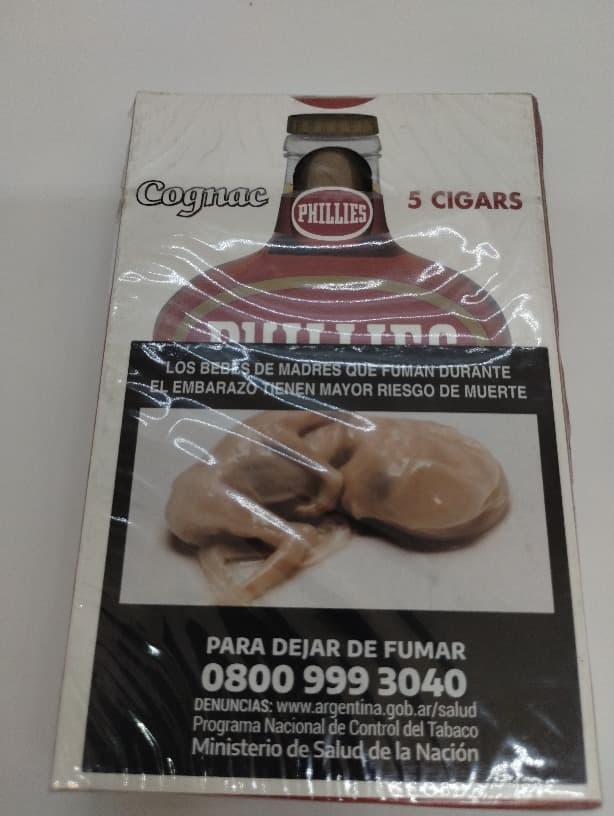 Cognac
PHILLIES
5 CIGARS
PHILLIES
LOS BEBÉS DE MADRES QUE FUMAN DURANTE
EL EMBARAZO TIENEN MAYOR RIESGO DE MUERTE
PARA DEJAR DE FUMAR
0800 999 3040
DENUNCIAS: www.argentina.gob.ar/salud
Programa Nacional de Control del Tabaco
Ministerio de Salud de la Nación